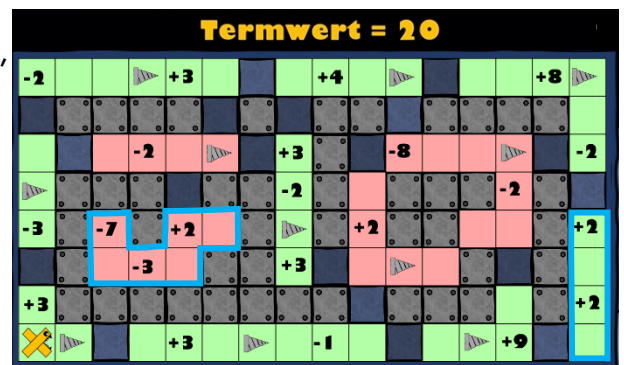 Termwert = 20
-2 +3 +4 +8
-2 +3 -8 -2
-2 -2
-3 -7 +2 +2 +2
-3 +3
+3 +2
+3 -1 +9